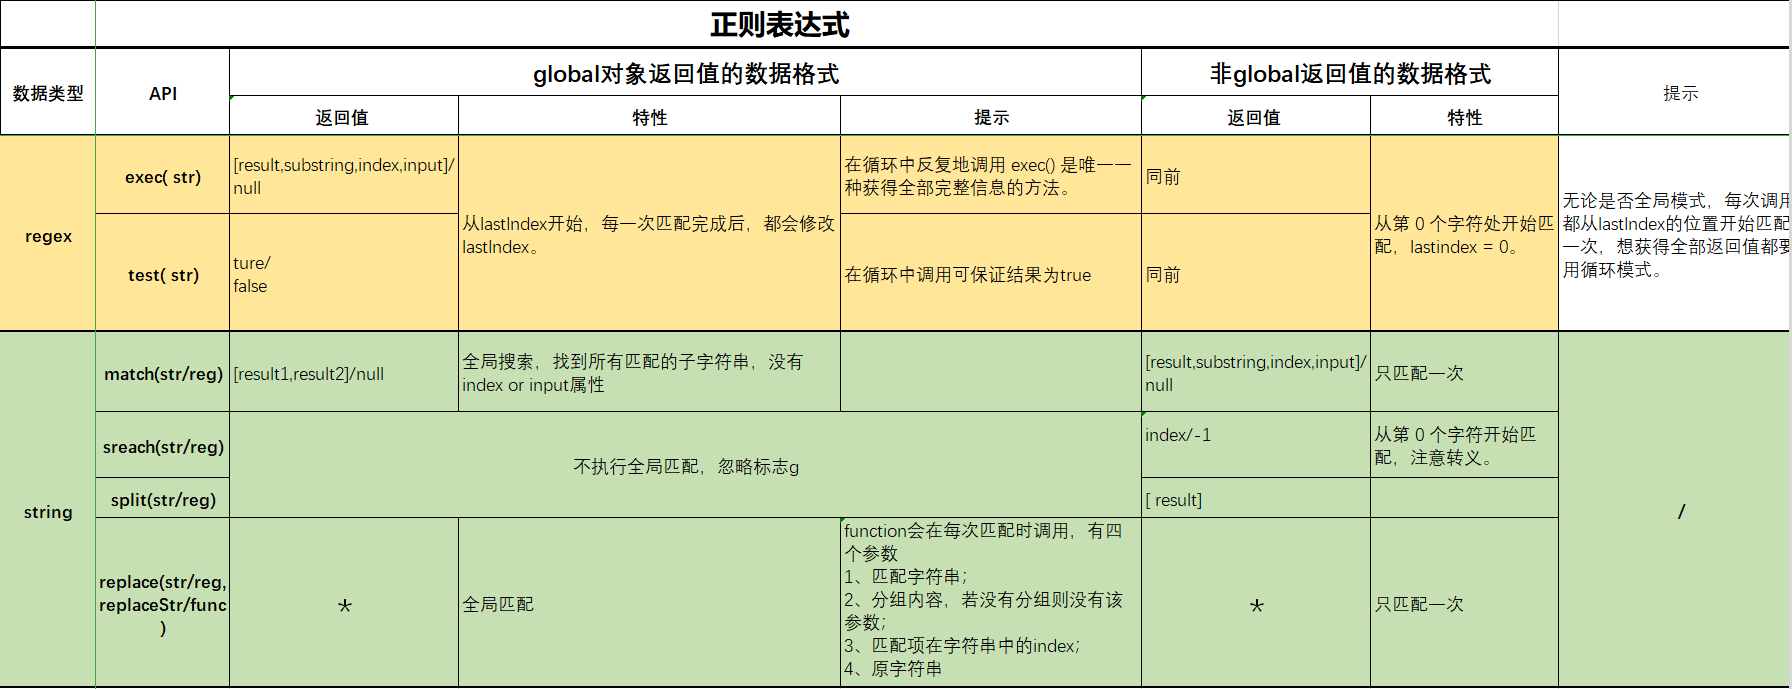 正则表达式
数据类型
API
global对象返回值的数据格式
非global返回值的数据格式
提示
返回值
特性
提示
返回值
特性
regex
exec( str)
[result,substring,index,input]/
null
从lastIndex开始，每一次匹配完成后，都会修改
lastIndex。
在循环中反复地调用 exec() 是唯一一
种获得全部完整信息的方法。
同前
从第 0 个字符处开始匹
配，lastindex = 0。
无论是否全局模式，每次调用
都从lastIndex的位置开始匹配
一次，想获得全部返回值都要
用循环模式。
test( str)
ture/
false
在循环中调用可保证结果为true
同前
string
match(str/reg)
[result1,result2]/null
全局搜索，找到所有匹配的子字符串，没有
index or input属性
[result,substring,index,input]/
null
只匹配一次
/
sreach(str/reg)
不执行全局匹配，忽略标志g
index/-1
从第 0 个字符开始匹
配，注意转义。
split(str/reg)
[ result]
replace(str/reg,
replaceStr/func
)
*
全局匹配
function会在每次匹配时调用，有四
个参数
1、匹配字符串；
2、分组内容，若没有分组则没有该
参数；
3、匹配项在字符串中的index；
4、原字符串
*
只匹配一次